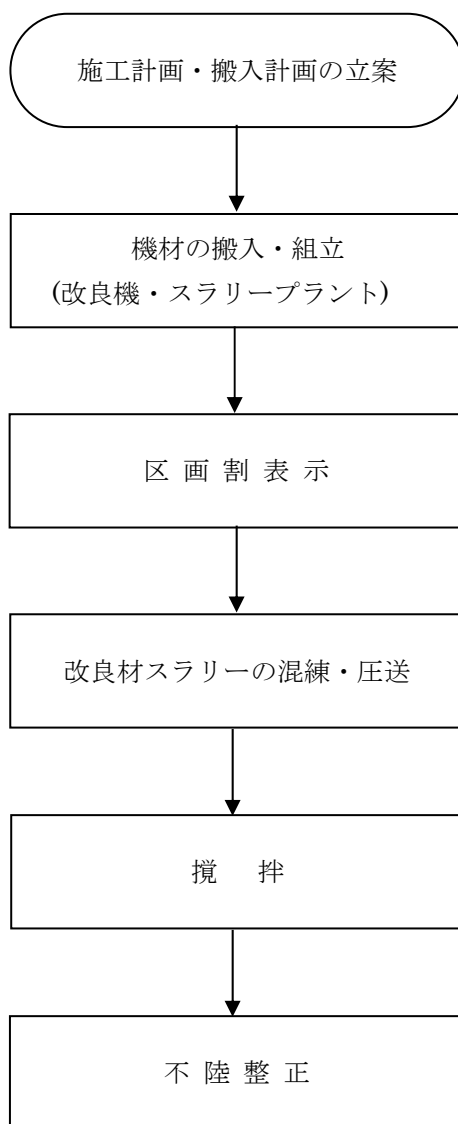 施工計画・搬入計画の立案
機材の搬入・組立
(改良機・スラリープラント)
区 画 割 表 示
改良材スラリーの混練・圧送
撹　拌
不 陸 整 正